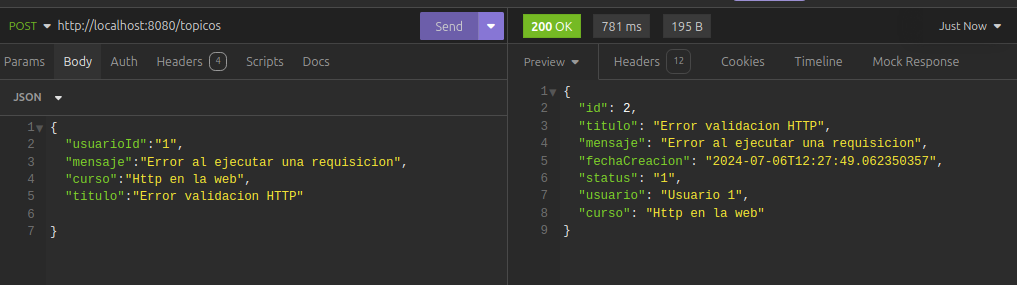 POST http://localhost:8080/topicos Send
Params Body Auth Headers 4 Scripts Docs
JSON
1 {
2 "usuarioId":"1",
3 "mensaje":"Error al ejecutar una requisicion",
4 "curso":"Http en la web",
5 "titulo":"Error validacion HTTP"
6
7 }
200 OK 781 ms 195 B Just Now
Preview Headers 12 Cookies Timeline Mock Response
1 {
2 "id": 2,
3 "titulo": "Error validacion HTTP",
4 "mensaje": "Error al ejecutar una requisicion",
5 "fechaCreacion": "2024-07-06T12:27:49.062350357",
6 "status": "1",
7 "usuario": "Usuario 1",
8 "curso": "Http en la web"
9 }